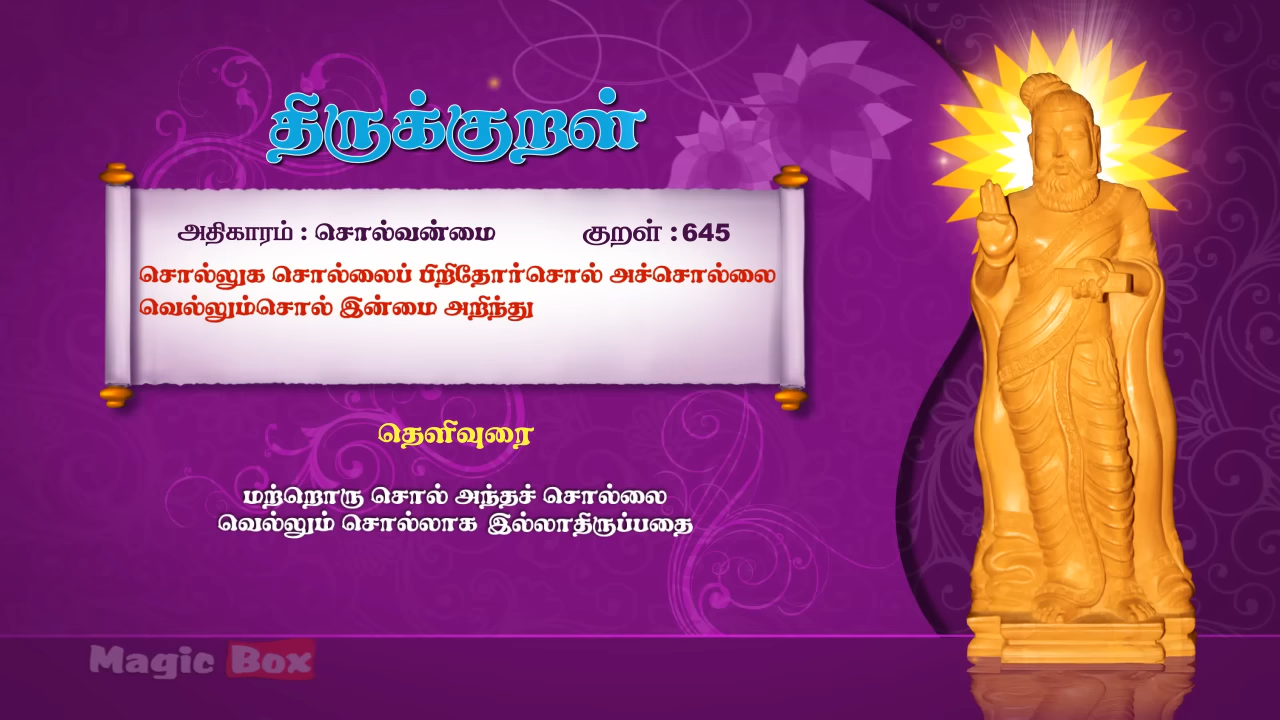 திருக்குறள்
அதிகாரம் : சொல்வன்மை குறள் : 645
சொல்லுக சொல்லைப் பிறிதோர்சொல் அச்சொல்லை
வெல்லும்சொல் இன்மை அறிந்து
தெளிவுரை
மற்றொரு சொல் அந்தச் சொல்லை
வெல்லும் சொல்லாக இல்லாதிருப்பதை
Magic Box